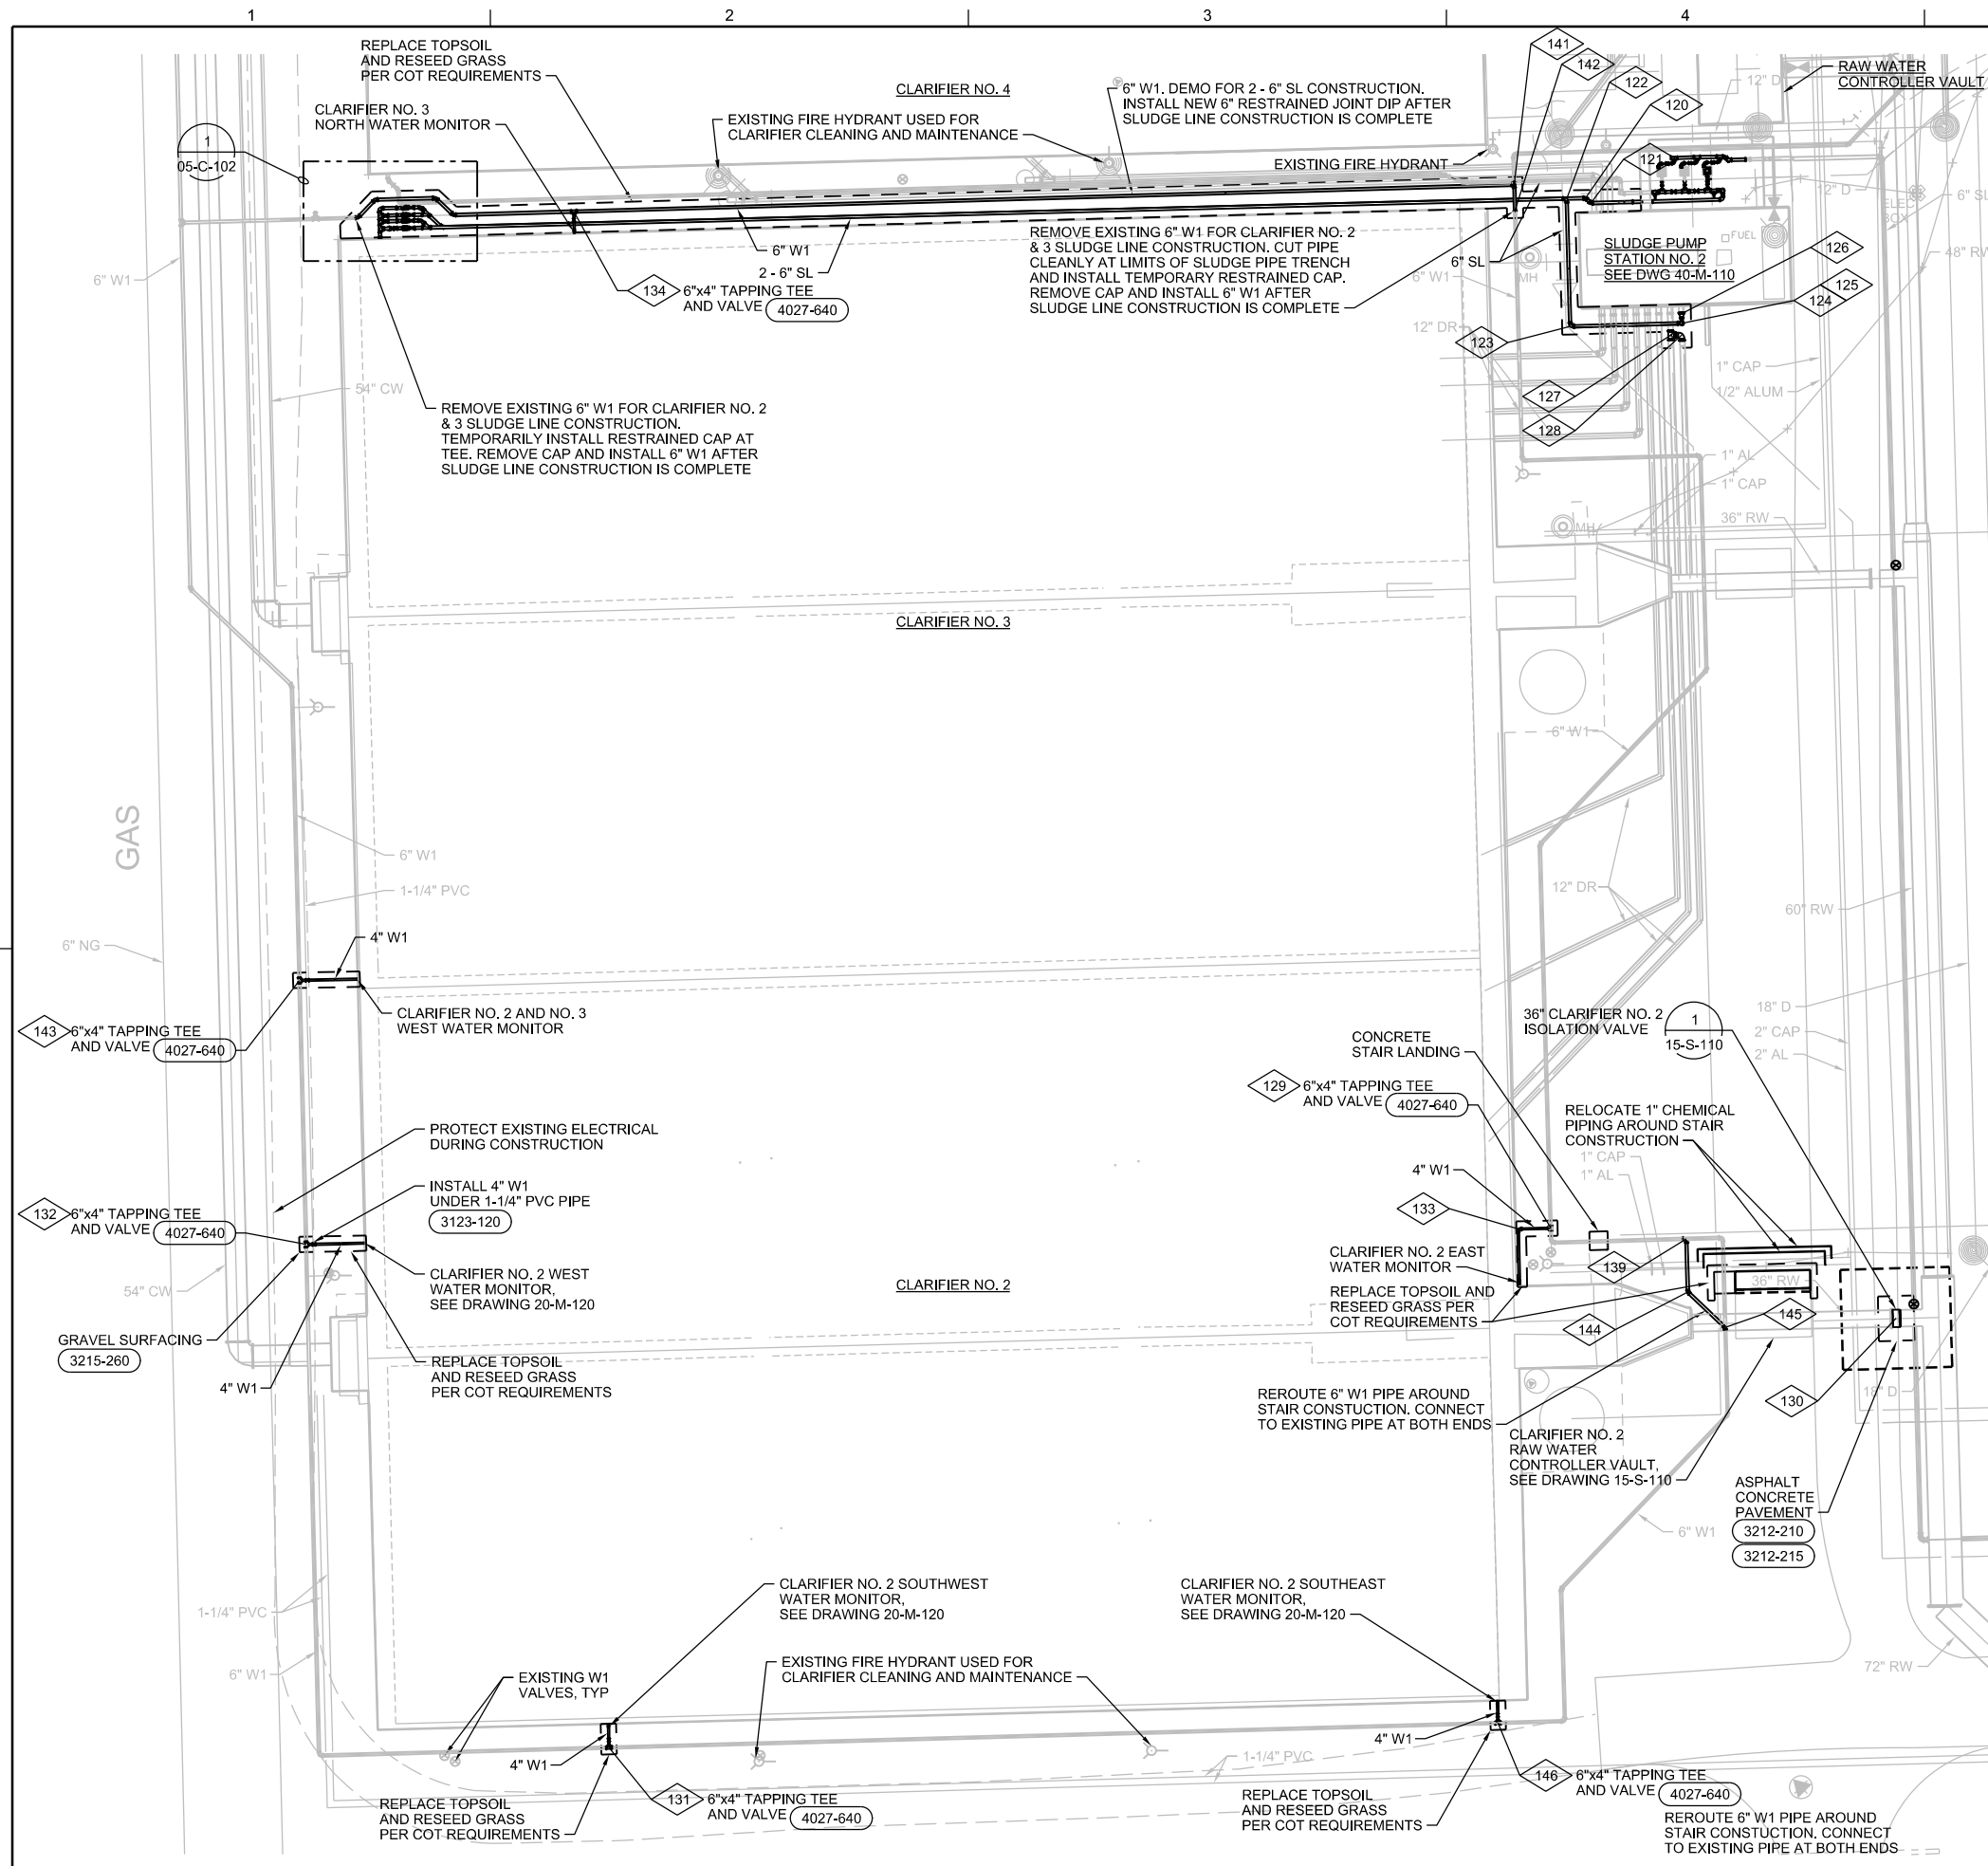 1
2
3
4
REPLACE TOPSOIL
AND RESEED GRASS
PER COT REQUIREMENTS
CLARIFIER NO. 3
NORTH WATER MONITOR
1
05-C-102
CLARIFIER NO. 4
EXISTING FIRE HYDRANT USED FOR
CLARIFIER CLEANING AND MAINTENANCE
6" W1. DEMO FOR 2 - 6" SL CONSTRUCTION.
INSTALL NEW 6" RESTRAINED JOINT DIP AFTER
SLUDGE LINE CONSTRUCTION IS COMPLETE
EXISTING FIRE HYDRANT
141
142
122
120
121
12" D
RAW WATER
CONTROLLER VAULT
12" D
ELEC
BOX
6" SL
48" RW
6" W1
6" W1
2 - 6" SL
134
6"x4" TAPPING TEE
AND VALVE
4027-640
REMOVE EXISTING 6" W1 FOR CLARIFIER NO. 2
& 3 SLUDGE LINE CONSTRUCTION. CUT PIPE
CLEANLY AT LIMITS OF SLUDGE PIPE TRENCH
AND INSTALL TEMPORARY RESTRAINED CAP.
REMOVE CAP AND INSTALL 6" W1 AFTER
SLUDGE LINE CONSTRUCTION IS COMPLETE
6" SL
6" W1
MH
FUEL
SLUDGE PUMP
STATION NO. 2
SEE DWG 40-M-110
126
125
124
123
12" DR
127
128
1" CAP
1/2" ALUM
54" CW
REMOVE EXISTING 6" W1 FOR CLARIFIER NO. 2
& 3 SLUDGE LINE CONSTRUCTION.
TEMPORARILY INSTALL RESTRAINED CAP AT
TEE. REMOVE CAP AND INSTALL 6" W1 AFTER
SLUDGE LINE CONSTRUCTION IS COMPLETE
1" AL
1" CAP
MH
36" RW
CLARIFIER NO. 3
6" W1
GAS
6" W1
1-1/4" PVC
12" DR
60" RW
6" NG
4" W1
143
6"x4" TAPPING TEE
AND VALVE
4027-640
CLARIFIER NO. 2 AND NO. 3
WEST WATER MONITOR
36" CLARIFIER NO. 2
ISOLATION VALVE
1
15-S-110
18" D
2" CAP
2" AL
CONCRETE
STAIR LANDING
129
6"x4" TAPPING TEE
AND VALVE
4027-640
RELOCATE 1" CHEMICAL
PIPING AROUND STAIR
CONSTRUCTION
1" CAP
1" AL
PROTECT EXISTING ELECTRICAL
DURING CONSTRUCTION
INSTALL 4" W1
UNDER 1-1/4" PVC PIPE
3123-120
132
6"x4" TAPPING TEE
AND VALVE
4027-640
4" W1
133
CLARIFIER NO. 2 EAST
WATER MONITOR
139
36" RW
54" CW
CLARIFIER NO. 2 WEST
WATER MONITOR,
SEE DRAWING 20-M-120
CLARIFIER NO. 2
REPLACE TOPSOIL AND
RESEED GRASS PER
COT REQUIREMENTS
144
145
GRAVEL SURFACING
3215-260
4" W1
REPLACE TOPSOIL
AND RESEED GRASS
PER COT REQUIREMENTS
REROUTE 6" W1 PIPE AROUND
STAIR CONSTUCTION. CONNECT
TO EXISTING PIPE AT BOTH ENDS
130
18" D
CLARIFIER NO. 2
RAW WATER
CONTROLLER VAULT,
SEE DRAWING 15-S-110
ASPHALT
CONCRETE
PAVEMENT
3212-210
3212-215
6" W1
CLARIFIER NO. 2 SOUTHWEST
WATER MONITOR,
SEE DRAWING 20-M-120
CLARIFIER NO. 2 SOUTHEAST
WATER MONITOR,
SEE DRAWING 20-M-120
1-1/4" PVC
6" W1
EXISTING W1
VALVES, TYP
EXISTING FIRE HYDRANT USED FOR
CLARIFIER CLEANING AND MAINTENANCE
72" RW
4" W1
4" W1
1-1/4" PVC
131
6"x4" TAPPING TEE
AND VALVE
4027-640
146
6"x4" TAPPING TEE
AND VALVE
4027-640
REPLACE TOPSOIL
AND RESEED GRASS
PER COT REQUIREMENTS
REPLACE TOPSOIL
AND RESEED GRASS
PER COT REQUIREMENTS
REROUTE 6" W1 PIPE AROUND
STAIR CONSTUCTION. CONNECT
TO EXISTING PIPE AT BOTH ENDS